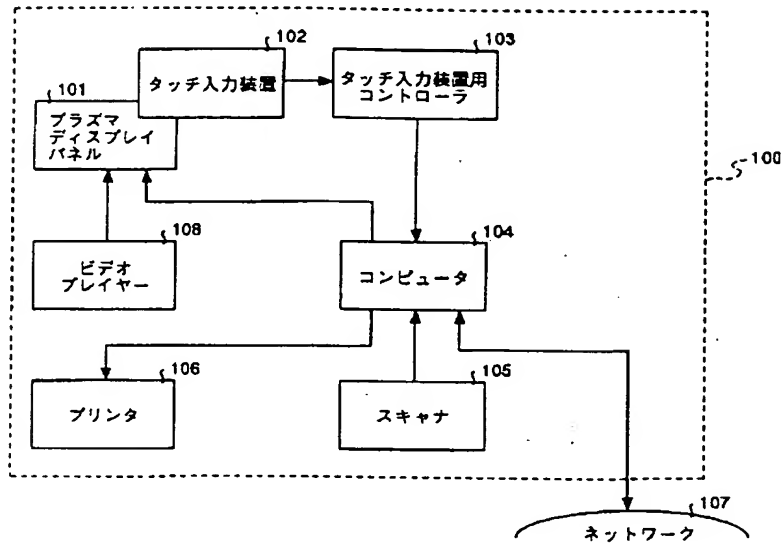 102
タッチ入力装置
103
タッチ入力装置用
コントローラ
101
プラズマ
ディスプレイ
パネル
100
108
ビデオ
プレイヤー
104
コンピュータ
106
プリンタ
105
スキャナ
107
ネットワーク